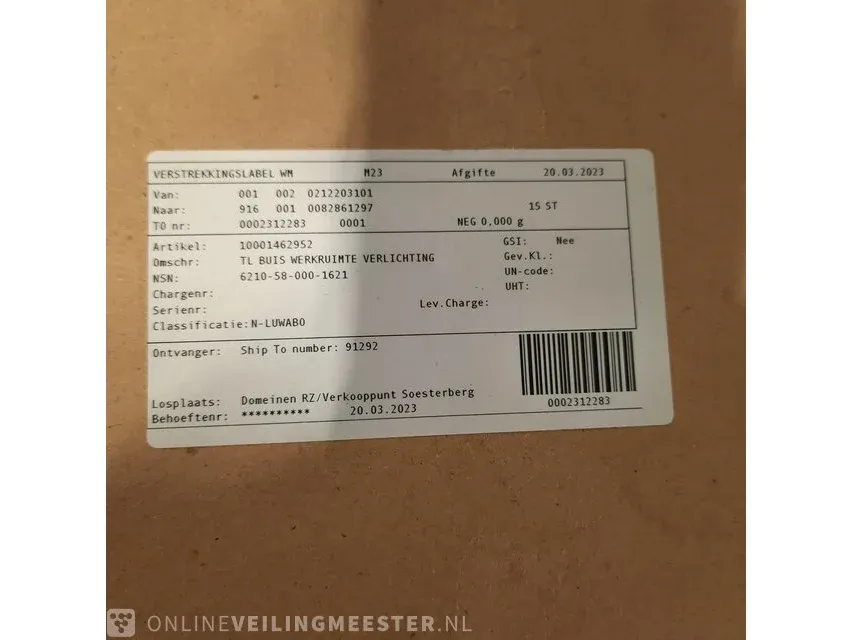 VERSTREKKINGSLABEL WM M23 Afgifte 20.03.2023
Van: 001 002 0212203101
Naar: 916 001 0082861297 15 ST
TO nr: 0002312283 0001 NEG 0,000 g
Artikel: 10001462952 GSI: Nee
Omschr: TL BUIS WERKRUIMTE VERLICHTING Gev.Kl.:
NSN: 6210-58-000-1621 UN-code:
Chargenr: UHT:
Serienr: Lev.Charge:
Classificatie:N-LUWABO
Ontvanger: Ship To number: 91292
Losplaats: Domeinen RZ/Verkooppunt Soesterberg
Behoeftenr: ********** 20.03.2023
0002312283
ONLINEVEILINGMEESTER.NL